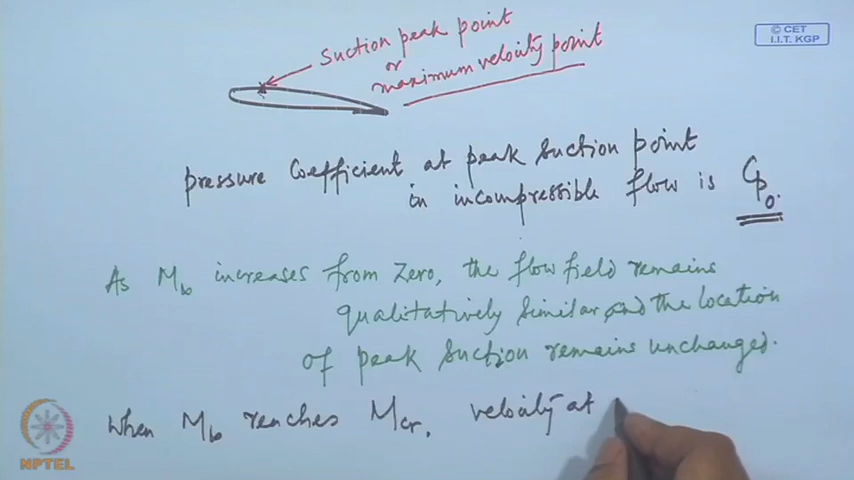 © CET
I.I.T. KGP
Suction peak point
or
maximum velocity point
pressure coefficient at peak suction point
in incompressible flow is Cp₀.
As M∞ increases from zero, the flow field remains
qualitatively similar and the location
of peak suction remains unchanged.
When M∞ reaches Mcr, velocity at
NPTEL